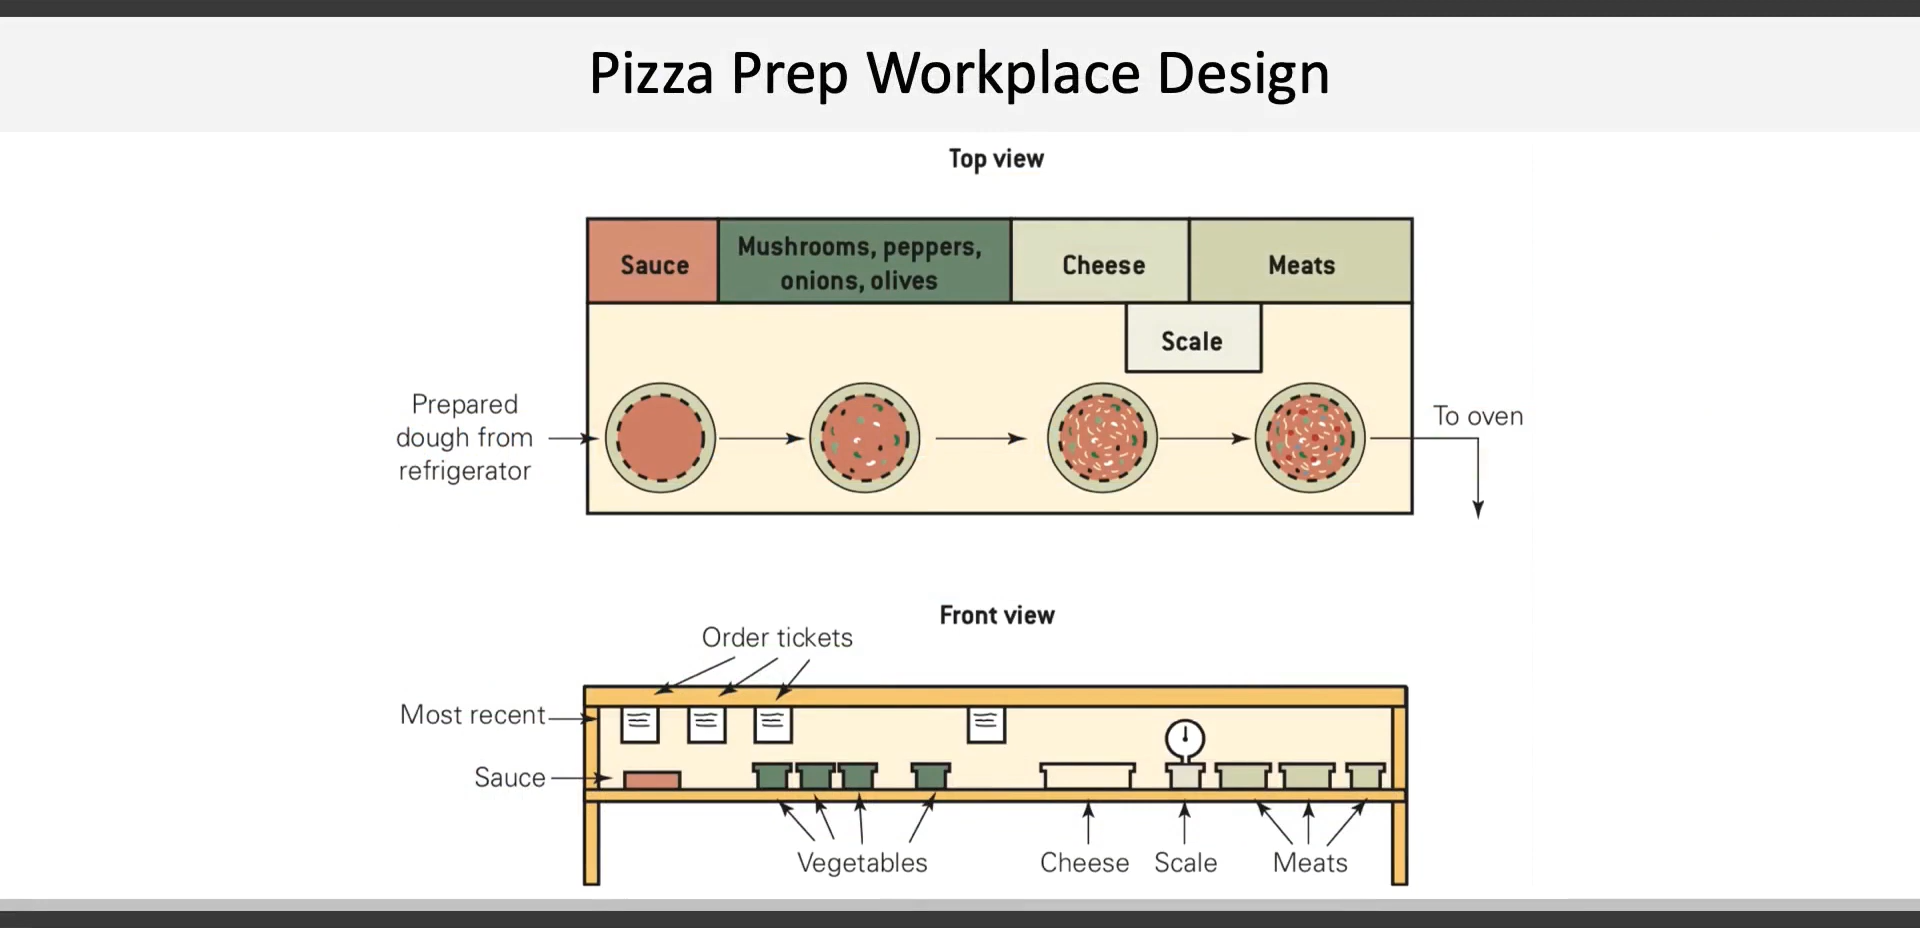 Pizza Prep Workplace Design
Top view
Sauce
Mushrooms, peppers,
onions, olives
Cheese
Meats
Scale
Prepared
dough from
refrigerator
To oven
Front view
Order tickets
Most recent
Sauce
Vegetables
Cheese
Scale
Meats